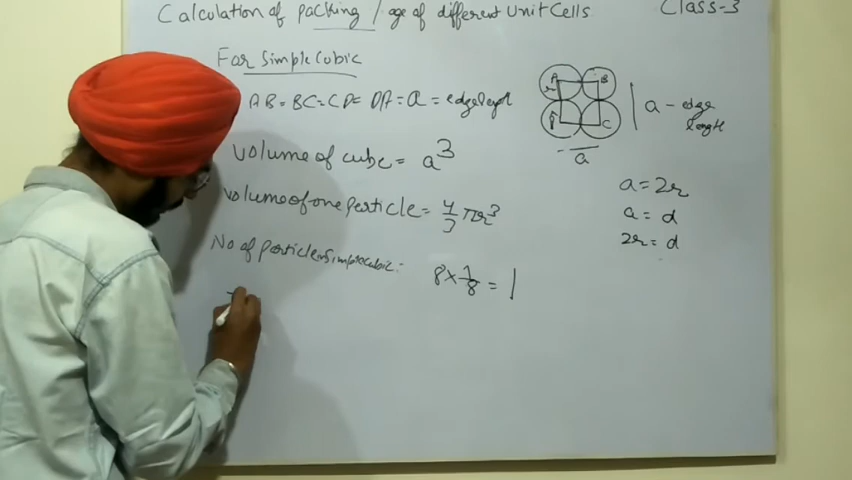 Calculation of packing / age of different Unit Cells
Class-3
For Simple Cubic
AB = BC = CD = DA = a = edge length
A B
r
C
a - edge
length
a
Volume of cube = a³
a = 2r
a = d
2r = d
Volume of one Particle = 4/3 πr³
No of particle in Simple cubic:
8 × 1/8 = 1